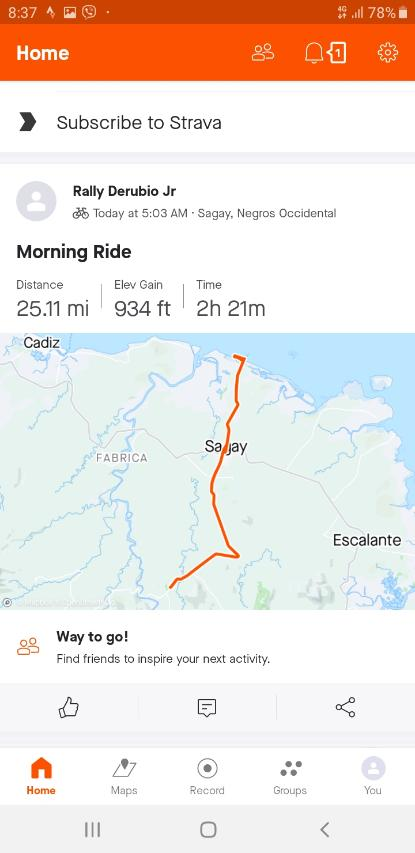 8:37
4G
78%
Home
1
Subscribe to Strava
Rally Derubio Jr
Today at 5:03 AM · Sagay, Negros Occidental
Morning Ride
Distance
Elev Gain
Time
25.11 mi
934 ft
2h 21m
Cadiz
FABRICA
Sagay
Escalante
Way to go!
Find friends to inspire your next activity.
Home
Maps
Record
Groups
You